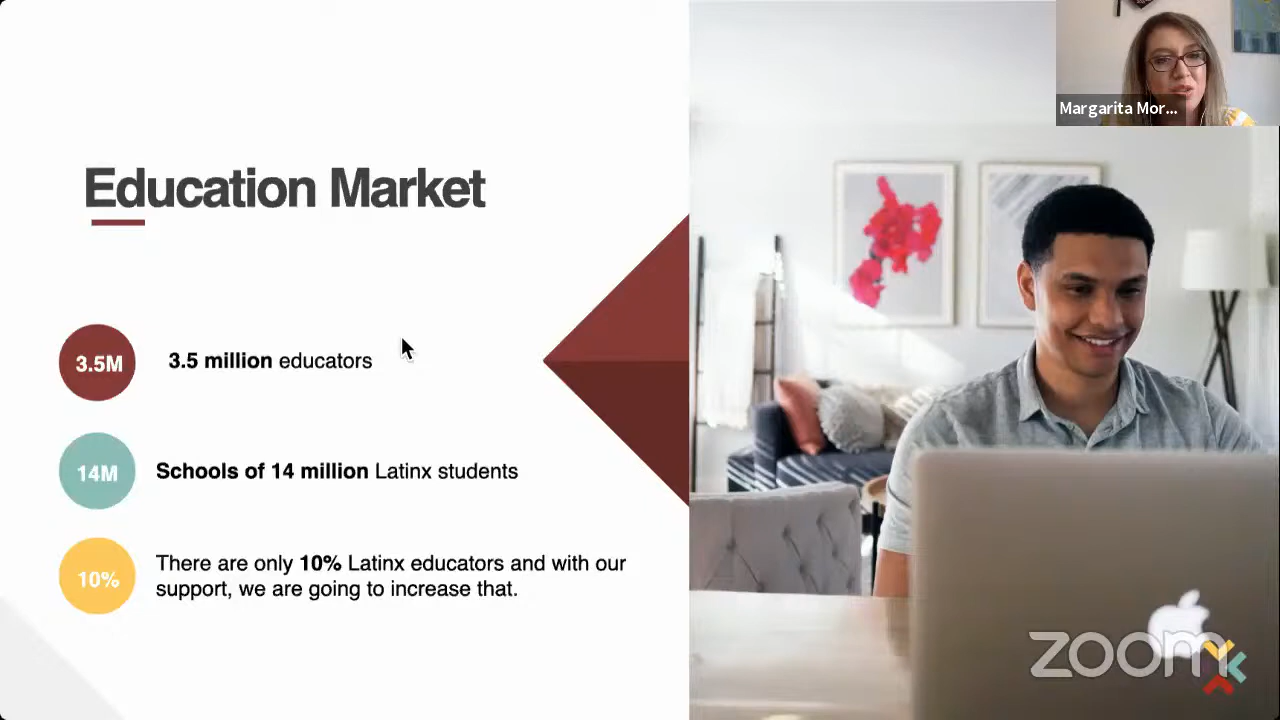 Margarita Mor...
Education Market
3.5M
3.5 million educators
14M
Schools of 14 million Latinx students
10%
There are only 10% Latinx educators and with our
support, we are going to increase that.
zoom